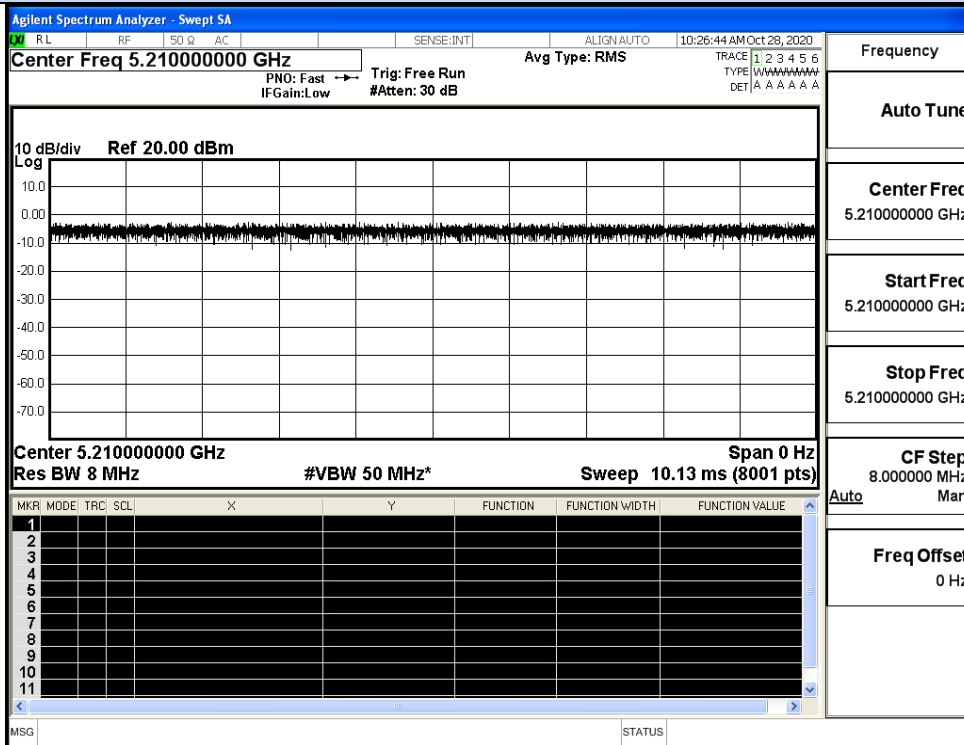 Agilent Spectrum Analyzer - Swept SA
LXI RL RF 50 Ω AC SENSE:INT ALIGN AUTO 10:26:44 AM Oct 28, 2020
Center Freq 5.210000000 GHz
Avg Type: RMS
TRACE 1 2 3 4 5 6
PNO: Fast
Trig: Free Run
TYPE WWWWWW
IFGain:Low
#Atten: 30 dB
DET A A A A A A
10 dB/div Ref 20.00 dBm
Log
10.0
0.00
-10.0
-20.0
-30.0
-40.0
-50.0
-60.0
-70.0
Center 5.210000000 GHz Span 0 Hz
Res BW 8 MHz #VBW 50 MHz* Sweep 10.13 ms (8001 pts)
MKR MODE TRC SCL X Y FUNCTION FUNCTION WIDTH FUNCTION VALUE
1
2
3
4
5
6
7
8
9
10
11
MSG STATUS
Frequency
Auto Tune
Center Freq
5.210000000 GHz
Start Freq
5.210000000 GHz
Stop Freq
5.210000000 GHz
CF Step
8.000000 MHz
Auto Man
Freq Offset
0 Hz